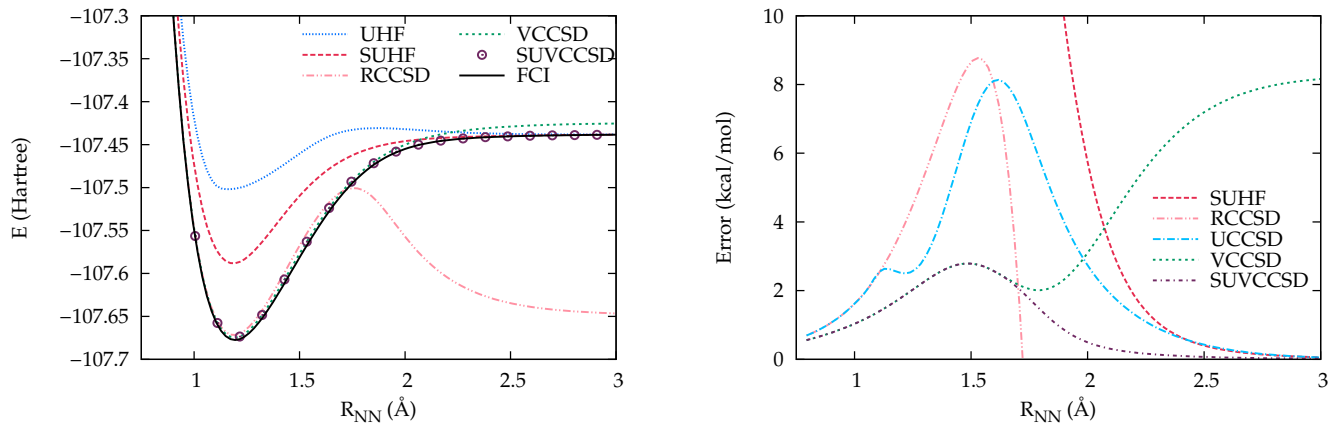 E (Hartree)
−107.3
−107.35
−107.4
−107.45
−107.5
−107.55
−107.6
−107.65
−107.7
1
1.5
2
2.5
3
R_NN (Å)
UHF
SUHF
RCCSD
VCCSD
SUVCCSD
FCI
Error (kcal/mol)
10
8
6
4
2
0
1
1.5
2
2.5
3
R_NN (Å)
SUHF
RCCSD
UCCSD
VCCSD
SUVCCSD